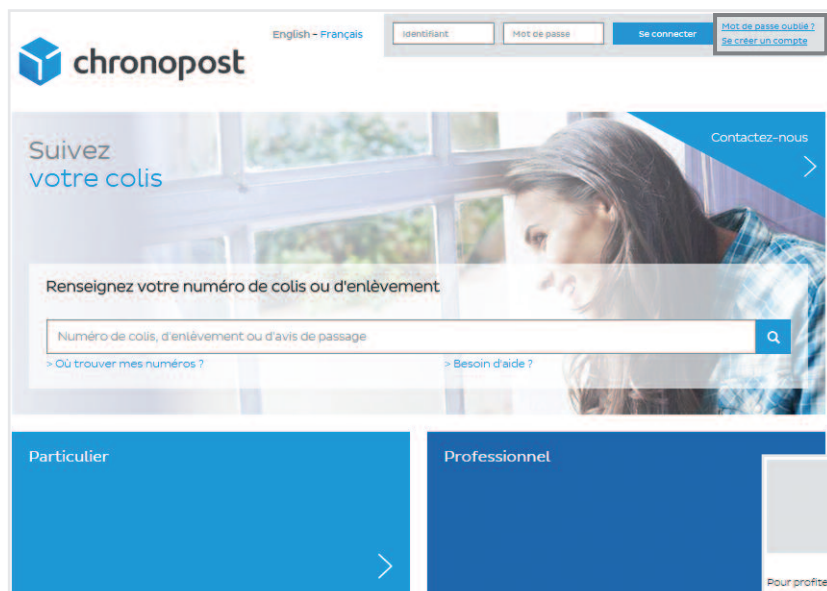 chronopost
English - Français
Identifiant
Mot de passe
Se connecter
Mot de passe oublié ?
Se créer un compte
Suivez
votre colis
Contactez-nous
Renseignez votre numéro de colis ou d'enlèvement
Numéro de colis, d'enlèvement ou d'avis de passage
> Où trouver mes numéros ?
> Besoin d'aide ?
Particulier
Professionnel
Pour profite